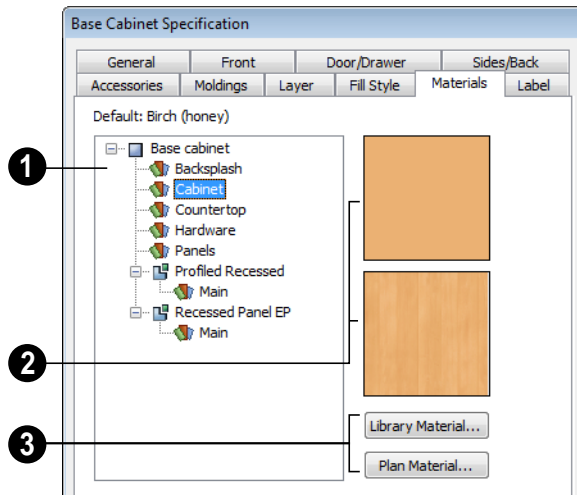 Base Cabinet Specification
General Front Door/Drawer Sides/Back
Accessories Moldings Layer Fill Style Materials Label
Default: Birch (honey)
Base cabinet
1
Backsplash
Cabinet
Countertop
Hardware
Panels
Profiled Recessed
Main
Recessed Panel EP
Main
2
Library Material...
3
Plan Material...